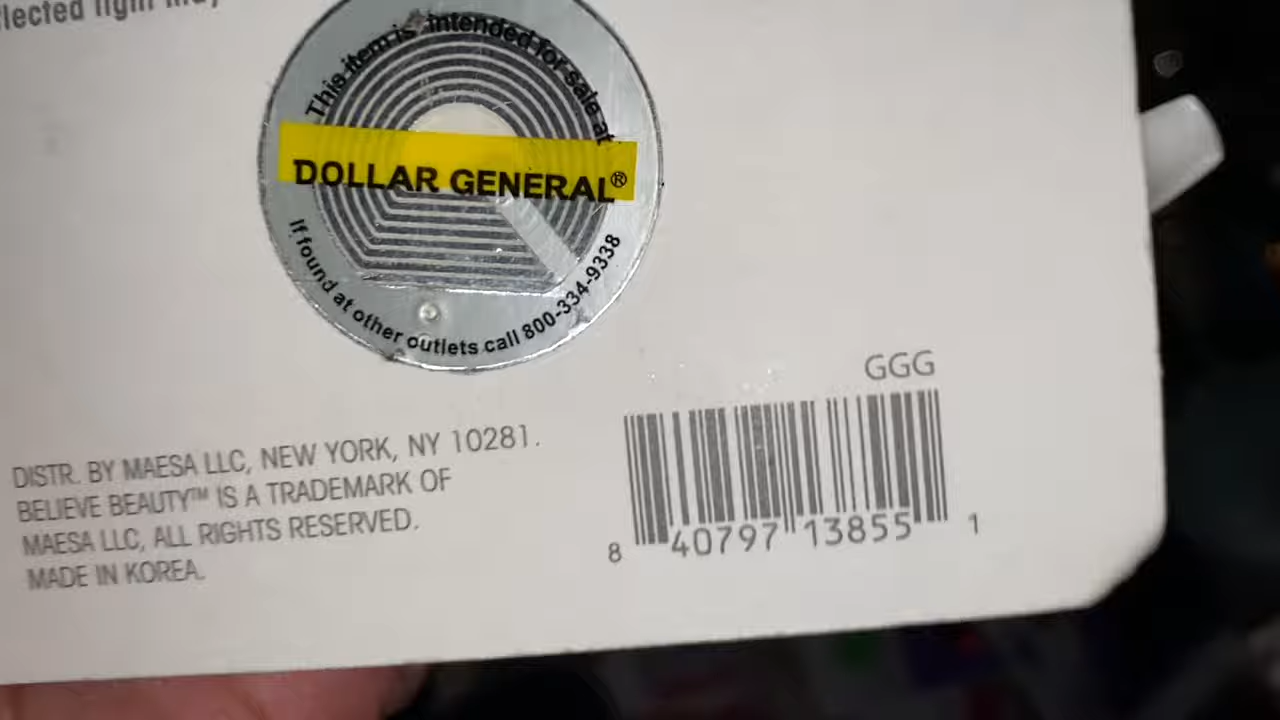 This item is intended for sale at
DOLLAR GENERAL®
If found at other outlets call 800-334-9338
GGG
DISTR. BY MAESA LLC, NEW YORK, NY 10281.
BELIEVE BEAUTY™ IS A TRADEMARK OF
MAESA LLC, ALL RIGHTS RESERVED.
MADE IN KOREA.
8 40797 13855 1